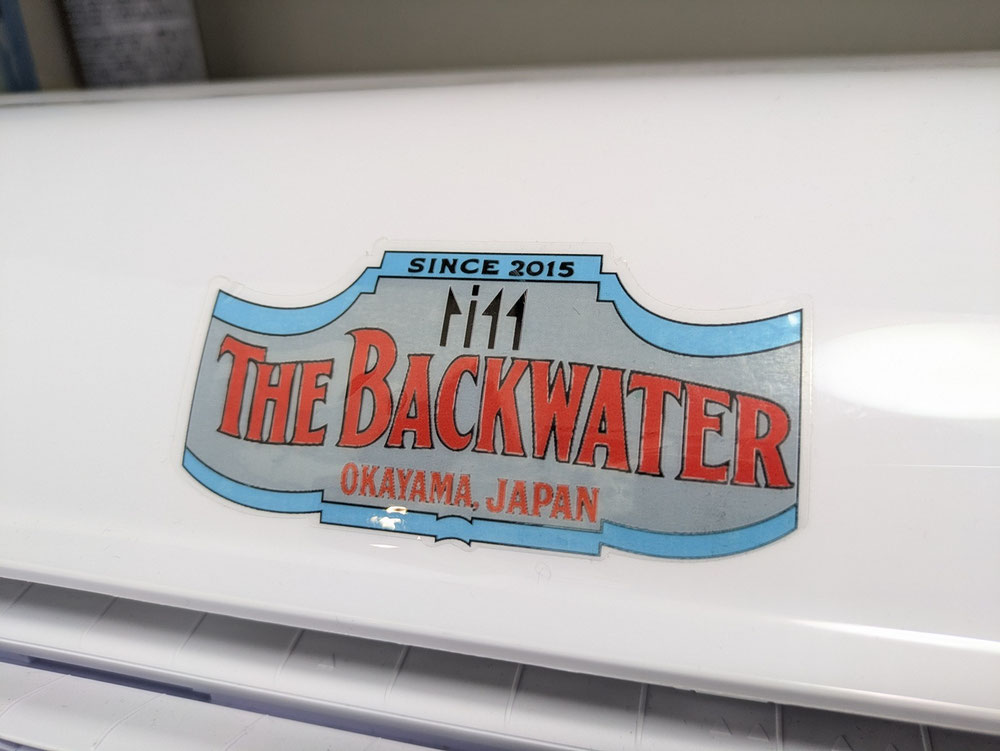 SINCE 2015
THE BACKWATER
OKAYAMA, JAPAN